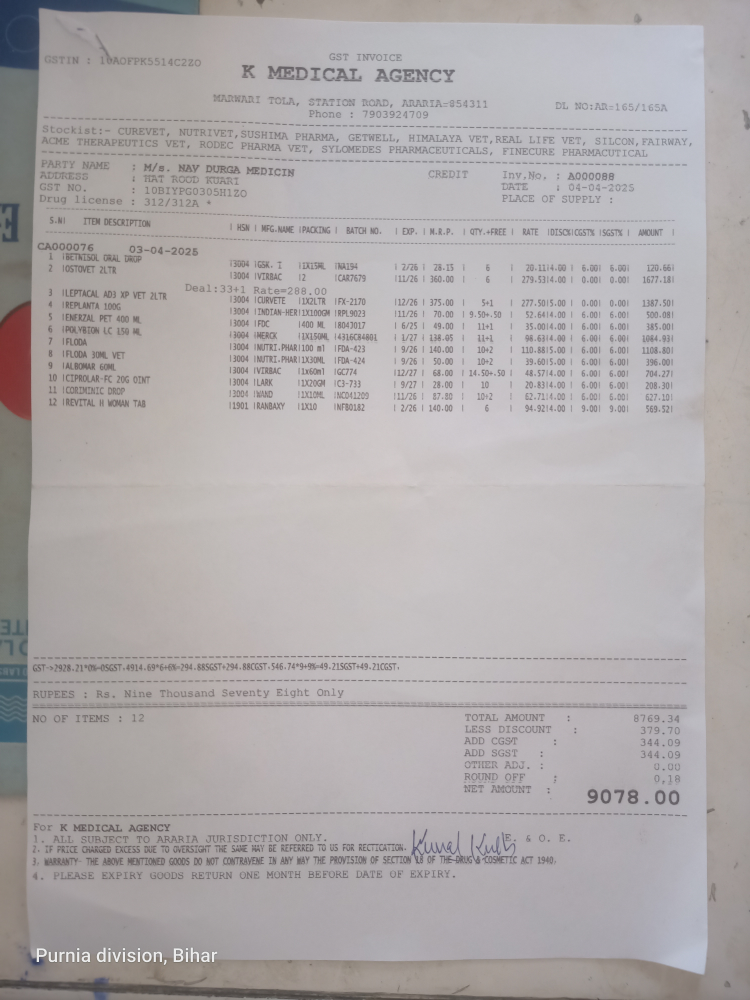 GST INVOICE
GSTIN : 10AOFPK5514C2ZO
K MEDICAL AGENCY
MARWARI TOLA, STATION ROAD, ARARIA=854311
DL NO:AR=165/165A
Phone : 7903924709
Stockist:- CUREVET, NUTRIVET,SUSHIMA PHARMA, GETWELL, HIMALAYA VET,REAL LIFE VET, SILCON,FAIRWAY,
ACME THERAPEUTICS VET, RODEC PHARMA VET, SYLOMEDES PHARMACEUTICALS, FINECURE PHARMACUTICAL
PARTY NAME : M/s. NAV DURGA MEDICIN CREDIT Inv.No. : A000088
ADDRESS : HAT ROOD KUARI DATE : 04-04-2025
GST NO. : 10BIYPG0305H1ZO PLACE OF SUPPLY :
Drug license : 312/312A *
S.N| ITEM DESCRIPTION | HSN | MFG.NAME |PACKING | BATCH NO. | EXP. | M.R.P. | QTY.+FREE | RATE |DISC%|CGST%|SGST%| AMOUNT |
CA000076 03-04-2025
1 |BETNISOL ORAL DROP |3004 |GSK. I |1X15ML |NA194 | 2/26 | 28.15 | 6 | 20.11|4.00 | 6.00| 6.00| 120.66|
2 |OSTOVET 2LTR |3004 |VIRBAC |2 |CAR7679 |11/26 | 360.00 | 6 | 279.53|14.00 | 0.00| 0.00| 1677.18|
Deal:33+1 Rate=288.00
3 |LEPTACAL AD3 XP VET 2LTR |3004 |CURVETE |1X2LTR |FX-2170 |12/26 | 375.00 | 5+1 | 277.50|5.00 | 0.00| 0.00| 1387.50|
4 |REPLANTA 100G |3004 |INDIAN-HER|1X100GM |RPL9023 |11/26 | 70.00 | 9.50+.50 | 52.64|4.00 | 6.00| 6.00| 500.08|
5 |ENERZAL PET 400 ML |3004 |FDC |400 ML |804J017 | 6/25 | 49.00 | 11+1 | 35.00|4.00 | 6.00| 6.00| 385.00|
6 |POLYBION LC 150 ML |3004 |MERCK |1X150ML |4316C84801 | 1/27 | 138.05 | 11+1 | 98.63|4.00 | 6.00| 6.00| 1084.93|
7 |FLODA |3004 |NUTRI.PHAR|100 ml |FDA-423 | 9/26 | 140.00 | 10+2 | 110.88|5.00 | 6.00| 6.00| 1108.80|
8 |FLODA 30ML VET |3004 |NUTRI.PHAR|1X30ML |FDA-424 | 9/26 | 50.00 | 10+2 | 39.60|5.00 | 6.00| 6.00| 396.00|
9 |ALBOMAR 60ML |3004 |VIRBAC |1x60ml |GC774 |12/27 | 68.00 | 14.50+.50 | 48.57|4.00 | 6.00| 6.00| 704.27|
10 |CIPROLAR-FC 20G OINT |3004 |LARK |1X20GM |C3-733 | 9/27 | 28.00 | 10 | 20.83|4.00 | 6.00| 6.00| 208.30|
11 |CORIMINIC DROP |3004 |WAND |1X10ML |NC041209 |11/26 | 87.80 | 10+2 | 62.71|4.00 | 6.00| 6.00| 627.10|
12 |REVITAL H WOMAN TAB |1901 |RANBAXY |1X10 |NFB0182 | 2/26 | 140.00 | 6 | 94.92|4.00 | 9.00| 9.00| 569.52|
GST->2928.21*0%=0SGST,4914.69*6+6%=294.88SGST+294.88CGST,546.74*9+9%=49.21SGST+49.21CGST,
RUPEES : Rs. Nine Thousand Seventy Eight Only
NO OF ITEMS : 12
TOTAL AMOUNT : 8769.34
LESS DISCOUNT : 379.70
ADD CGST : 344.09
ADD SGST : 344.09
OTHER ADJ. : 0.00
ROUND OFF : 0.18
NET AMOUNT : 9078.00
For K MEDICAL AGENCY
1. ALL SUBJECT TO ARARIA JURISDICTION ONLY. E. & O. E.
2. IF PRICE CHARGED EXCESS DUE TO OVERSIGHT THE SAME MAY BE REFERRED TO US FOR RECTICATION.
3. WARRANTY- THE ABOVE MENTIONED GOODS DO NOT CONTRAVENE IN ANY WAY THE PROVISION OF SECTION 18 OF THE DRUG & COSMETIC ACT 1940.
4. PLEASE EXPIRY GOODS RETURN ONE MONTH BEFORE DATE OF EXPIRY.
Purnia division, Bihar